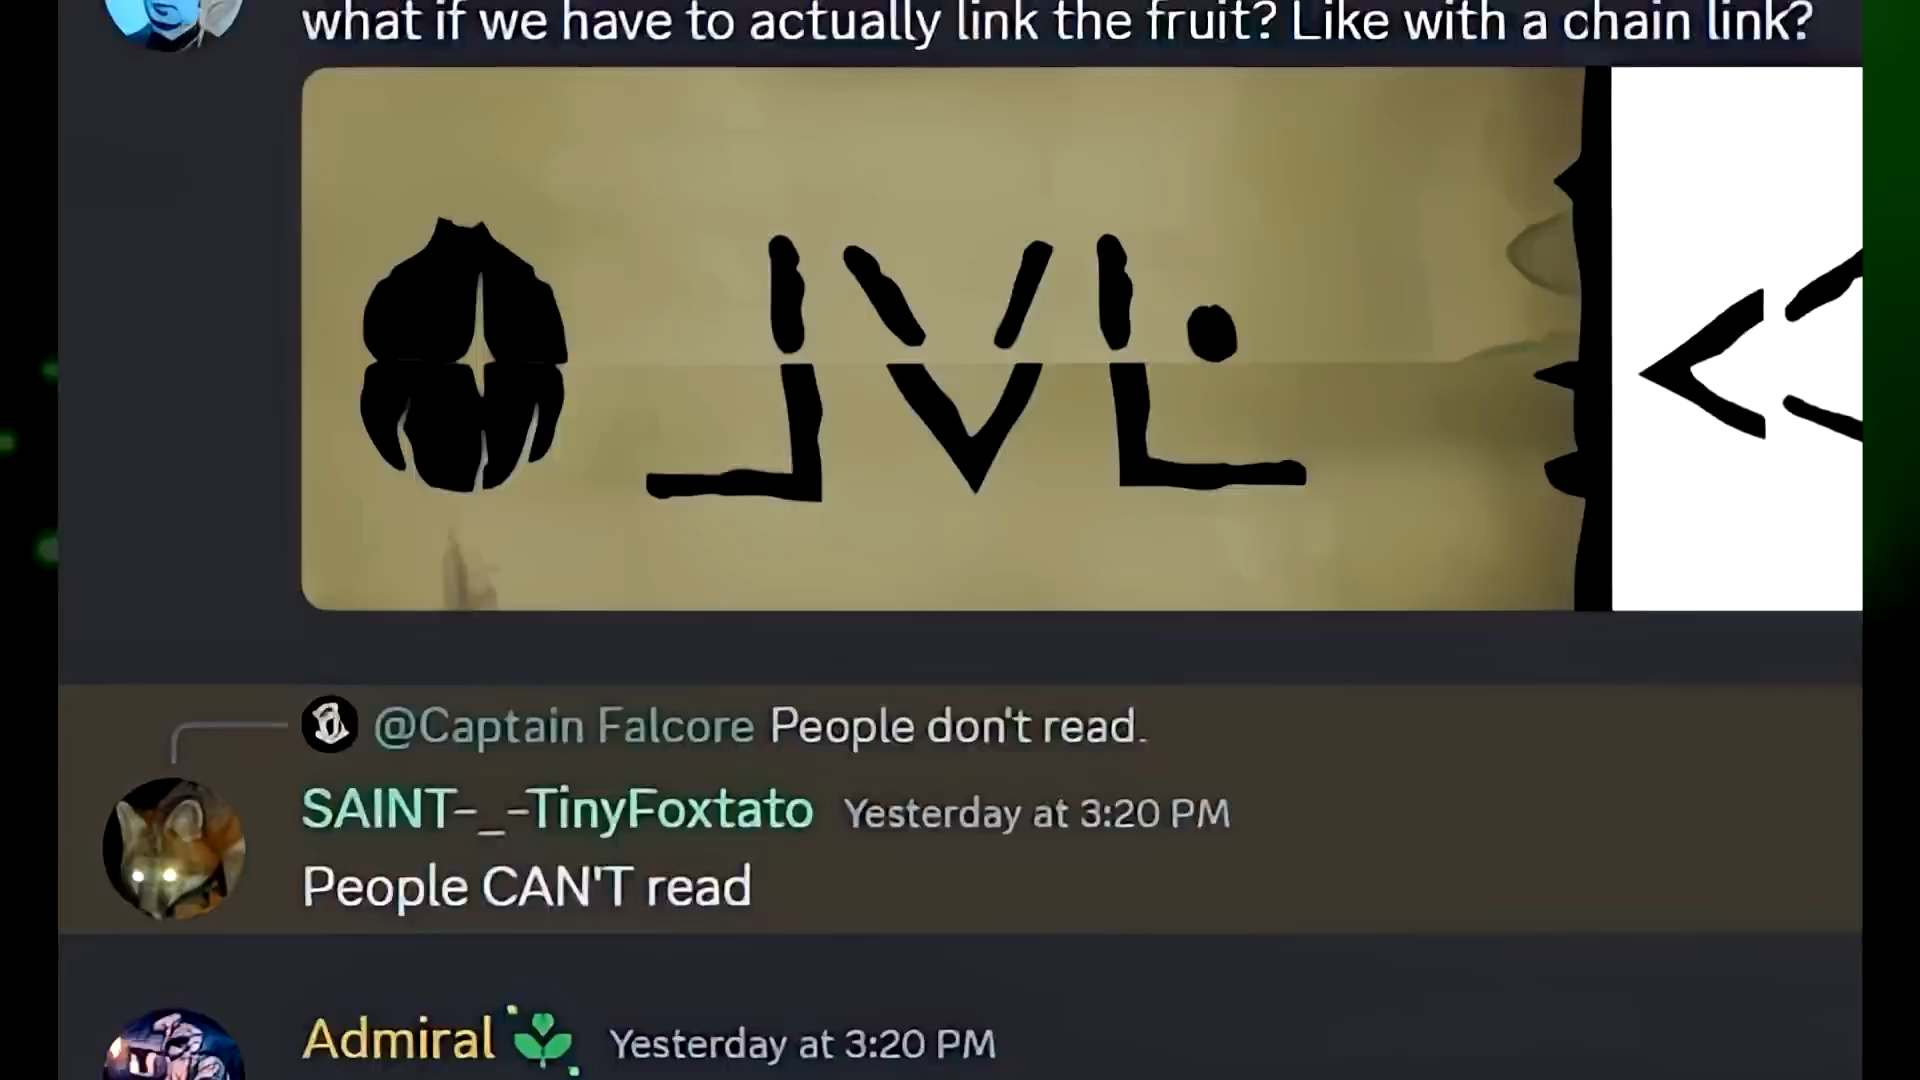 what if we have to actually link the fruit? Like with a chain link?
@Captain Falcore People don't read.
SAINT-_-TinyFoxtato Yesterday at 3:20 PM
People CAN'T read
Admiral Yesterday at 3:20 PM